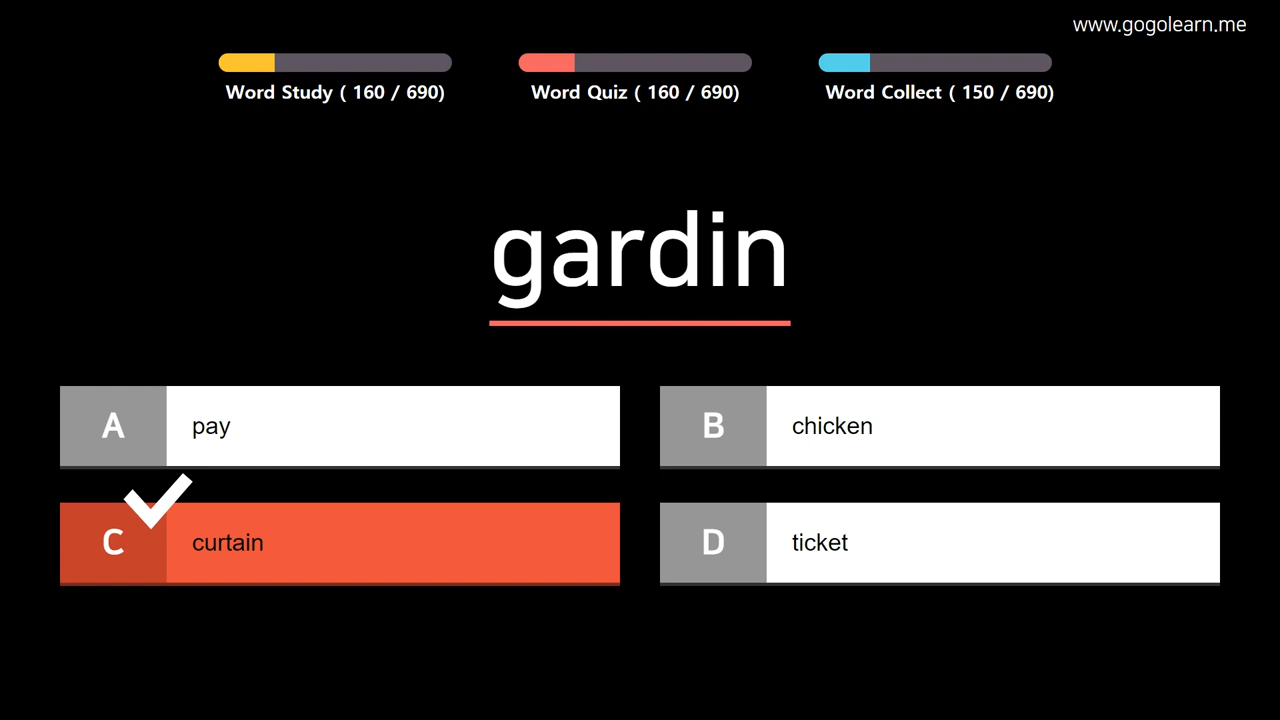 www.gogolearn.me
Word Study ( 160 / 690)
Word Quiz ( 160 / 690)
Word Collect ( 150 / 690)
gardin
A pay
B chicken
C curtain
D ticket